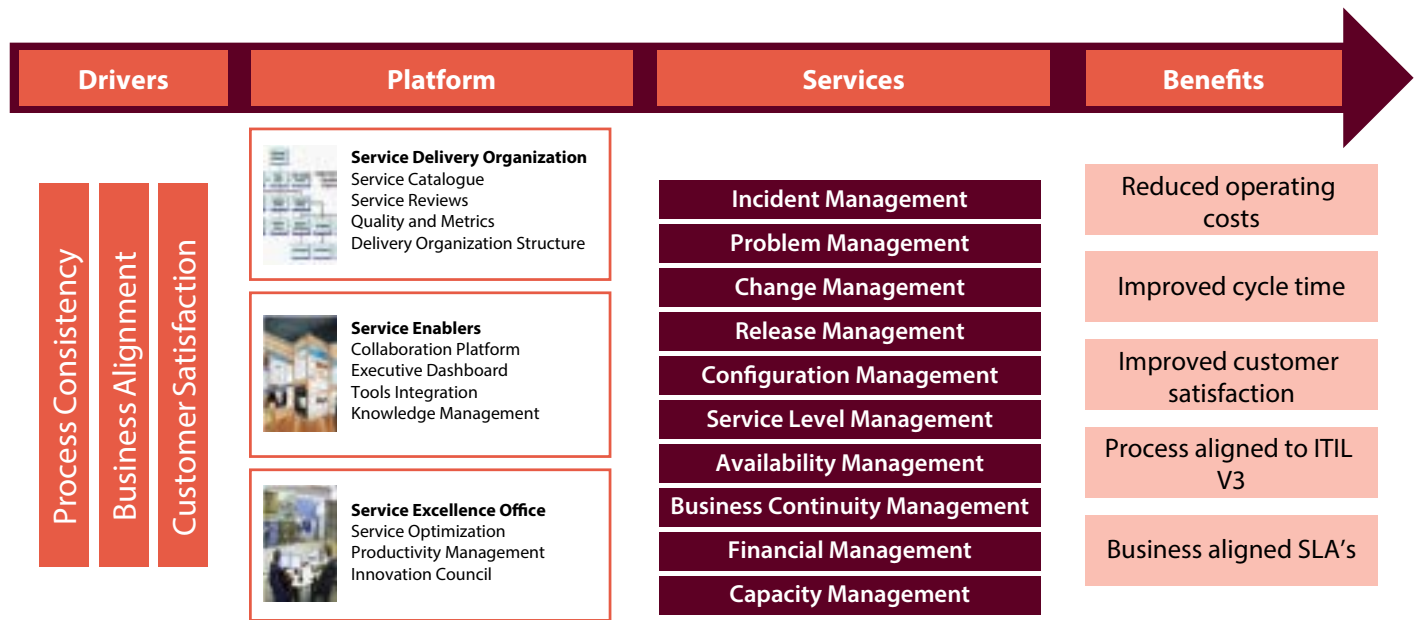 Drivers
Platform
Services
Benefits
Process Consistency
Business Alignment
Customer Satisfaction
Service Delivery Organization
Service Catalogue
Service Reviews
Quality and Metrics
Delivery Organization Structure
Service Enablers
Collaboration Platform
Executive Dashboard
Tools Integration
Knowledge Management
Service Excellence Office
Service Optimization
Productivity Management
Innovation Council
Incident Management
Problem Management
Change Management
Release Management
Configuration Management
Service Level Management
Availability Management
Business Continuity Management
Financial Management
Capacity Management
Reduced operating
costs
Improved cycle time
Improved customer
satisfaction
Process aligned to ITIL
V3
Business aligned SLA's